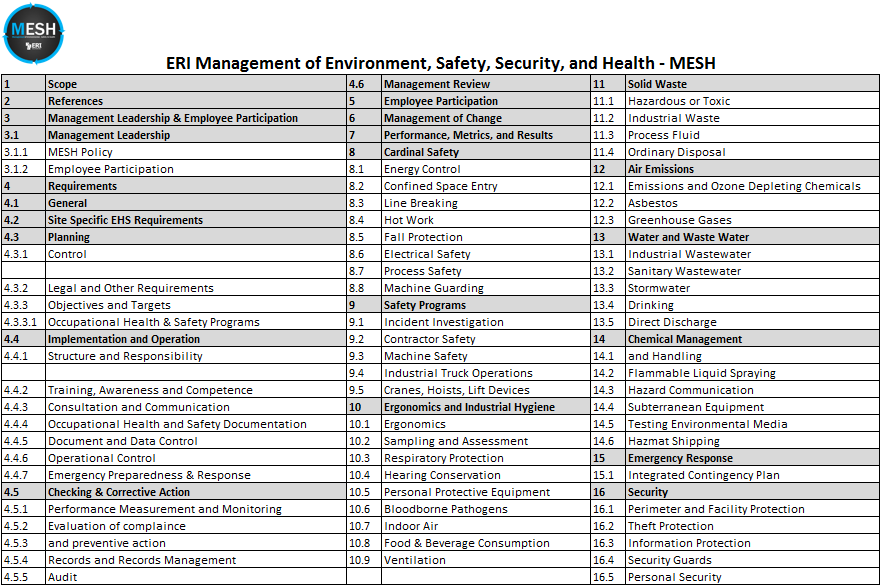 MESH
ERI
ERI Management of Environment, Safety, Security, and Health - MESH
1 Scope
2 References
3 Management Leadership & Employee Participation
3.1 Management Leadership
3.1.1 MESH Policy
3.1.2 Employee Participation
4 Requirements
4.1 General
4.2 Site Specific EHS Requirements
4.3 Planning
4.3.1 Control
4.3.2 Legal and Other Requirements
4.3.3 Objectives and Targets
4.3.3.1 Occupational Health & Safety Programs
4.4 Implementation and Operation
4.4.1 Structure and Responsibility
4.4.2 Training, Awareness and Competence
4.4.3 Consultation and Communication
4.4.4 Occupational Health and Safety Documentation
4.4.5 Document and Data Control
4.4.6 Operational Control
4.4.7 Emergency Preparedness & Response
4.5 Checking & Corrective Action
4.5.1 Performance Measurement and Monitoring
4.5.2 Evaluation of complaince
4.5.3 and preventive action
4.5.4 Records and Records Management
4.5.5 Audit
4.6 Management Review
5 Employee Participation
6 Management of Change
7 Performance, Metrics, and Results
8 Cardinal Safety
8.1 Energy Control
8.2 Confined Space Entry
8.3 Line Breaking
8.4 Hot Work
8.5 Fall Protection
8.6 Electrical Safety
8.7 Process Safety
8.8 Machine Guarding
9 Safety Programs
9.1 Incident Investigation
9.2 Contractor Safety
9.3 Machine Safety
9.4 Industrial Truck Operations
9.5 Cranes, Hoists, Lift Devices
10 Ergonomics and Industrial Hygiene
10.1 Ergonomics
10.2 Sampling and Assessment
10.3 Respiratory Protection
10.4 Hearing Conservation
10.5 Personal Protective Equipment
10.6 Bloodborne Pathogens
10.7 Indoor Air
10.8 Food & Beverage Consumption
10.9 Ventilation
11 Solid Waste
11.1 Hazardous or Toxic
11.2 Industrial Waste
11.3 Process Fluid
11.4 Ordinary Disposal
12 Air Emissions
12.1 Emissions and Ozone Depleting Chemicals
12.2 Asbestos
12.3 Greenhouse Gases
13 Water and Waste Water
13.1 Industrial Wastewater
13.2 Sanitary Wastewater
13.3 Stormwater
13.4 Drinking
13.5 Direct Discharge
14 Chemical Management
14.1 and Handling
14.2 Flammable Liquid Spraying
14.3 Hazard Communication
14.4 Subterranean Equipment
14.5 Testing Environmental Media
14.6 Hazmat Shipping
15 Emergency Response
15.1 Integrated Contingency Plan
16 Security
16.1 Perimeter and Facility Protection
16.2 Theft Protection
16.3 Information Protection
16.4 Security Guards
16.5 Personal Security